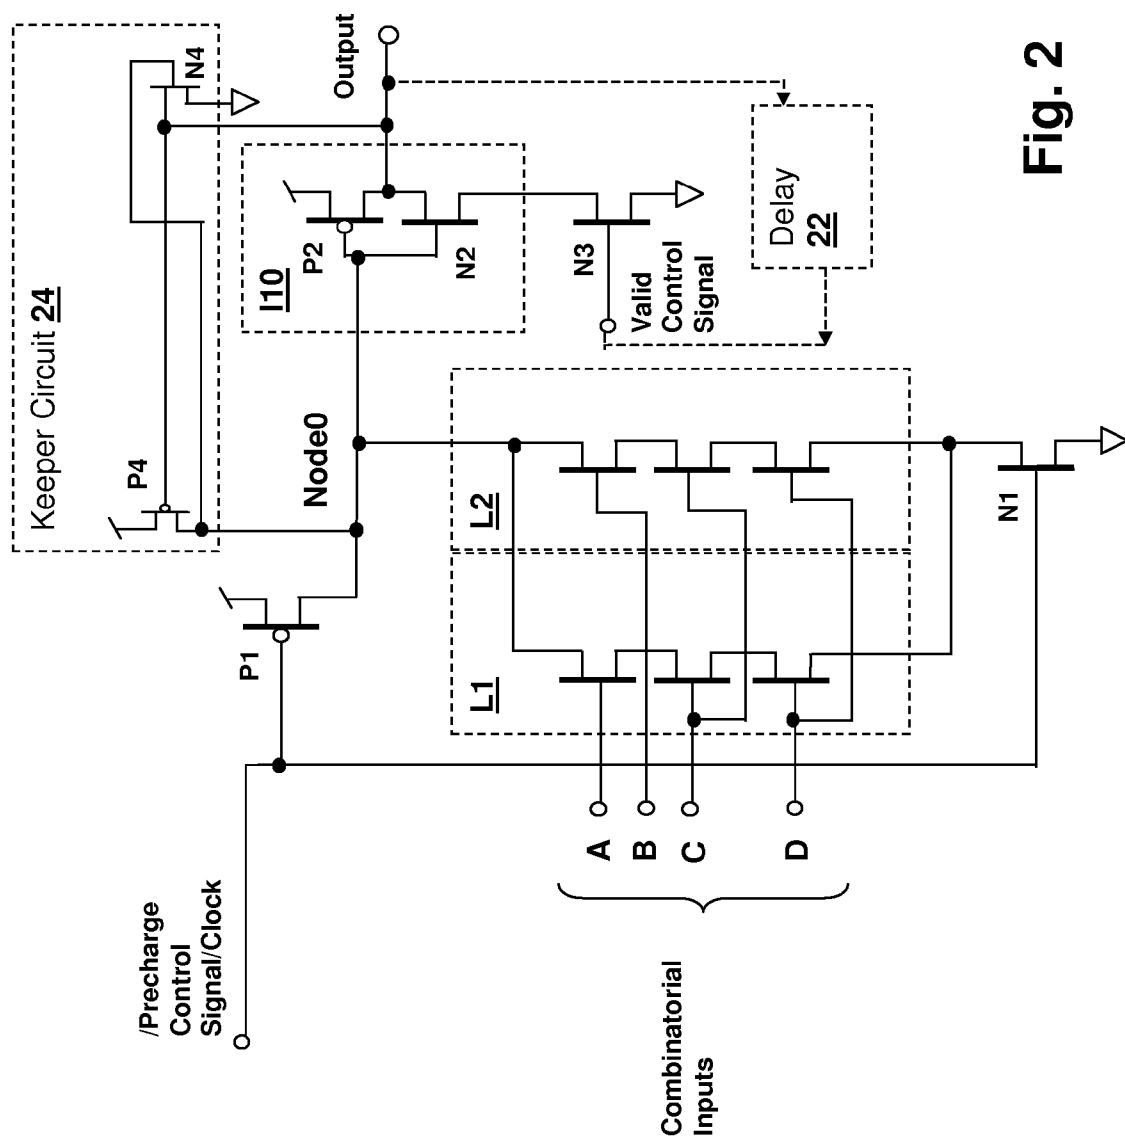 Keeper Circuit 24
P4
N4
Output
P1
Node0
I10
P2
N2
N3
Valid
Control
Signal
Delay
22
L1
L2
N1
/Precharge
Control
Signal/Clock
A
B
C
D
Combinatorial
Inputs
Fig. 2